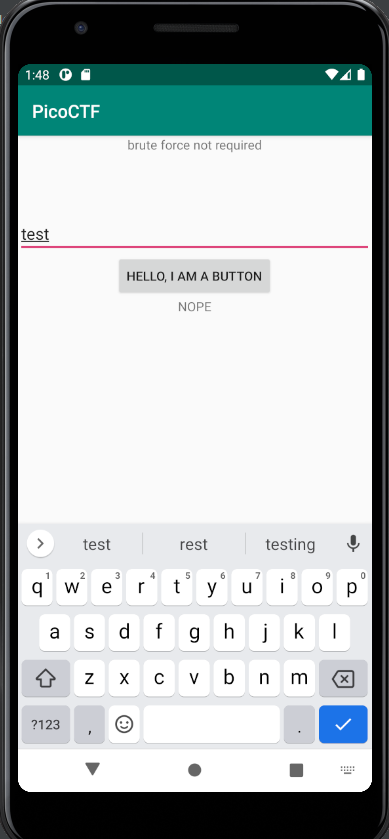 1:48
PicoCTF
brute force not required
test
HELLO, I AM A BUTTON
NOPE
test rest testing
q1 w2 e3 r4 t5 y6 u7 i8 o9 p0
a s d f g h j k l
z x c v b n m
?123 , .